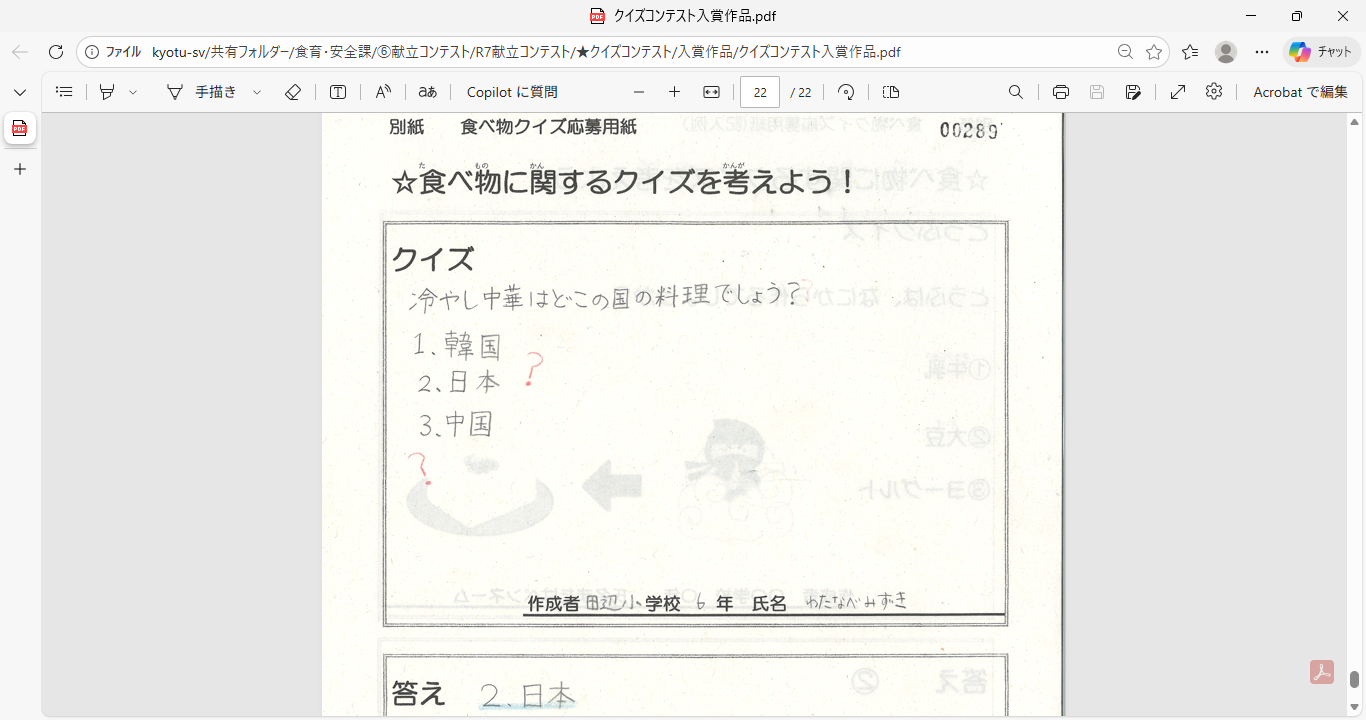 クイズコンテスト入賞作品.pdf
ファイル kyotu-sv/共有フォルダー/食育・安全課/⑥献立コンテスト/R7献立コンテスト/★クイズコンテスト/入賞作品/クイズコンテスト入賞作品.pdf
チャット
手描き
aあ
Copilot に質問
22 / 22
Acrobat で編集
別紙 食べ物クイズ応募用紙
00289
☆食べ物に関するクイズを考えよう！
クイズ
冷やし中華はどこの国の料理でしょう？
1. 韓国
2. 日本 ?
3. 中国
?
作成者 田辺小 学校 6 年 氏名 わたなべみずき
答え 2. 日本